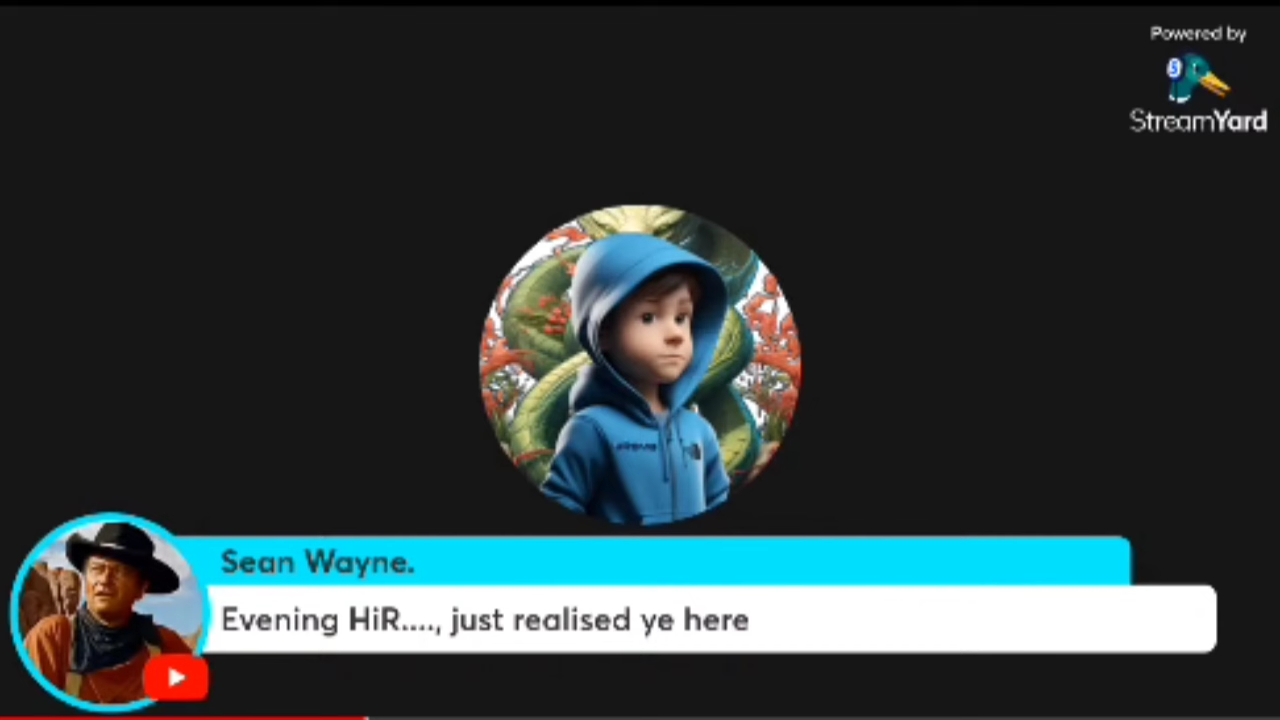 Powered by
StreamYard
Sean Wayne.
Evening HiR...., just realised ye here